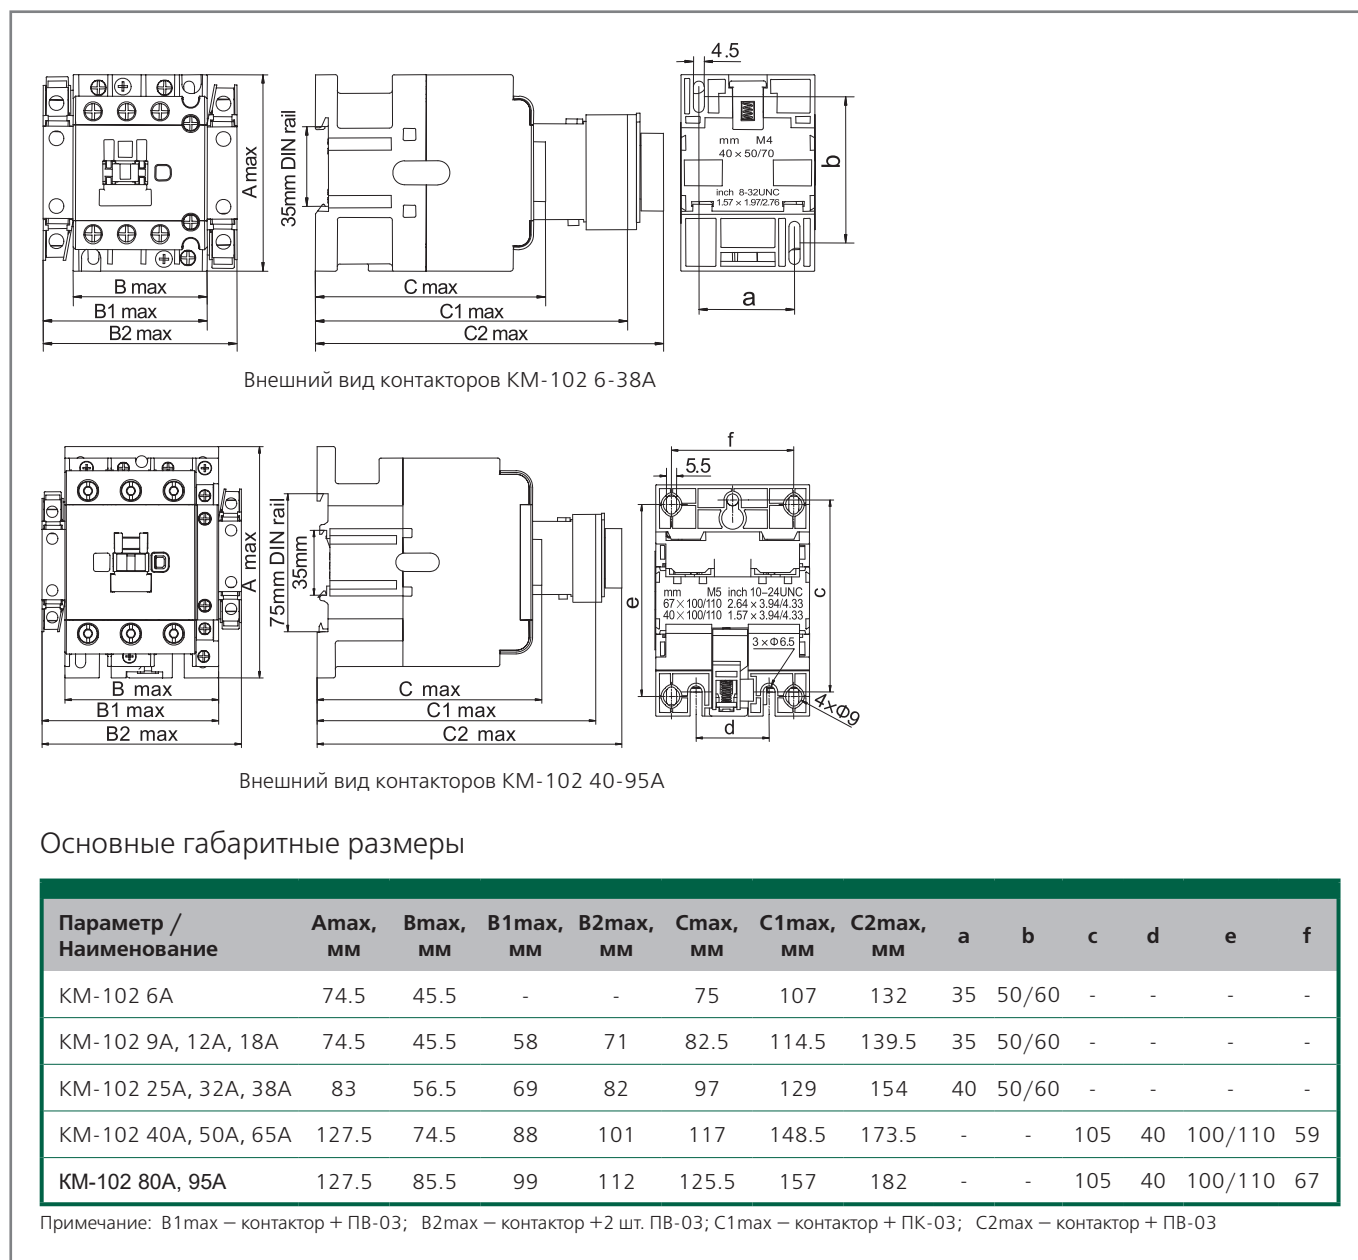 4.5
A max
35mm DIN rail
mm M4
40 × 50/70
b
inch 8-32UNC
1.57 × 1.97/2.76
B max
B1 max
B2 max
C max
C1 max
C2 max
a
Внешний вид контакторов КМ-102 6-38А
f
5.5
A max
75mm DIN rail
35mm
e
mm M5 inch 10–24UNC
67 × 100/110 2.64 × 3.94/4.33
40 × 100/110 1.57 × 3.94/4.33
c
3 × Φ6.5
B max
B1 max
B2 max
C max
C1 max
C2 max
d
4×Φ9
Внешний вид контакторов КМ-102 40-95А
Основные габаритные размеры
Параметр / Наименование Amax, мм Bmax, мм B1max, мм B2max, мм Cmax, мм C1max, мм C2max, мм a b c d e f
КМ-102 6А 74.5 45.5 - - 75 107 132 35 50/60 - - - -
КМ-102 9А, 12А, 18А 74.5 45.5 58 71 82.5 114.5 139.5 35 50/60 - - - -
КМ-102 25А, 32А, 38А 83 56.5 69 82 97 129 154 40 50/60 - - - -
КМ-102 40А, 50А, 65А 127.5 74.5 88 101 117 148.5 173.5 - - 105 40 100/110 59
КМ-102 80А, 95А 127.5 85.5 99 112 125.5 157 182 - - 105 40 100/110 67
Примечание: B1max – контактор + ПВ-03; B2max – контактор +2 шт. ПВ-03; C1max – контактор + ПК-03; C2max – контактор + ПВ-03